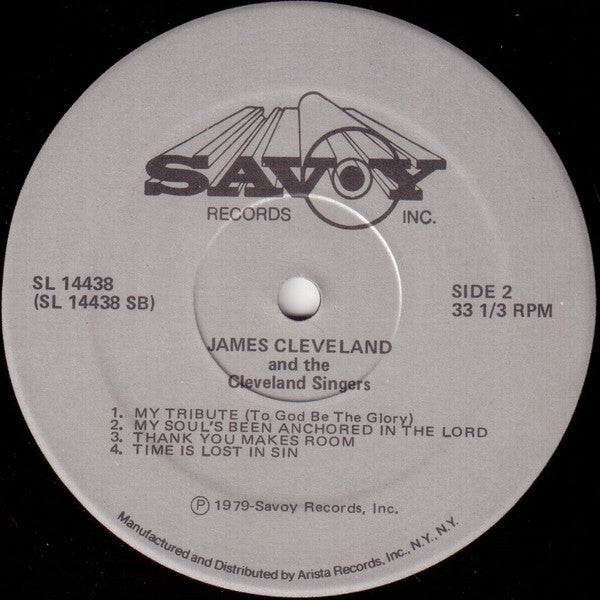 SAVOY
RECORDS INC.
SL 14438
(SL 14438 SB)
SIDE 2
33 1/3 RPM
JAMES CLEVELAND
and the
Cleveland Singers
1. MY TRIBUTE (To God Be The Glory)
2. MY SOUL'S BEEN ANCHORED IN THE LORD
3. THANK YOU MAKES ROOM
4. TIME IS LOST IN SIN
Ⓟ 1979-Savoy Records, Inc.
Manufactured and Distributed by Arista Records, Inc., N.Y., N.Y.